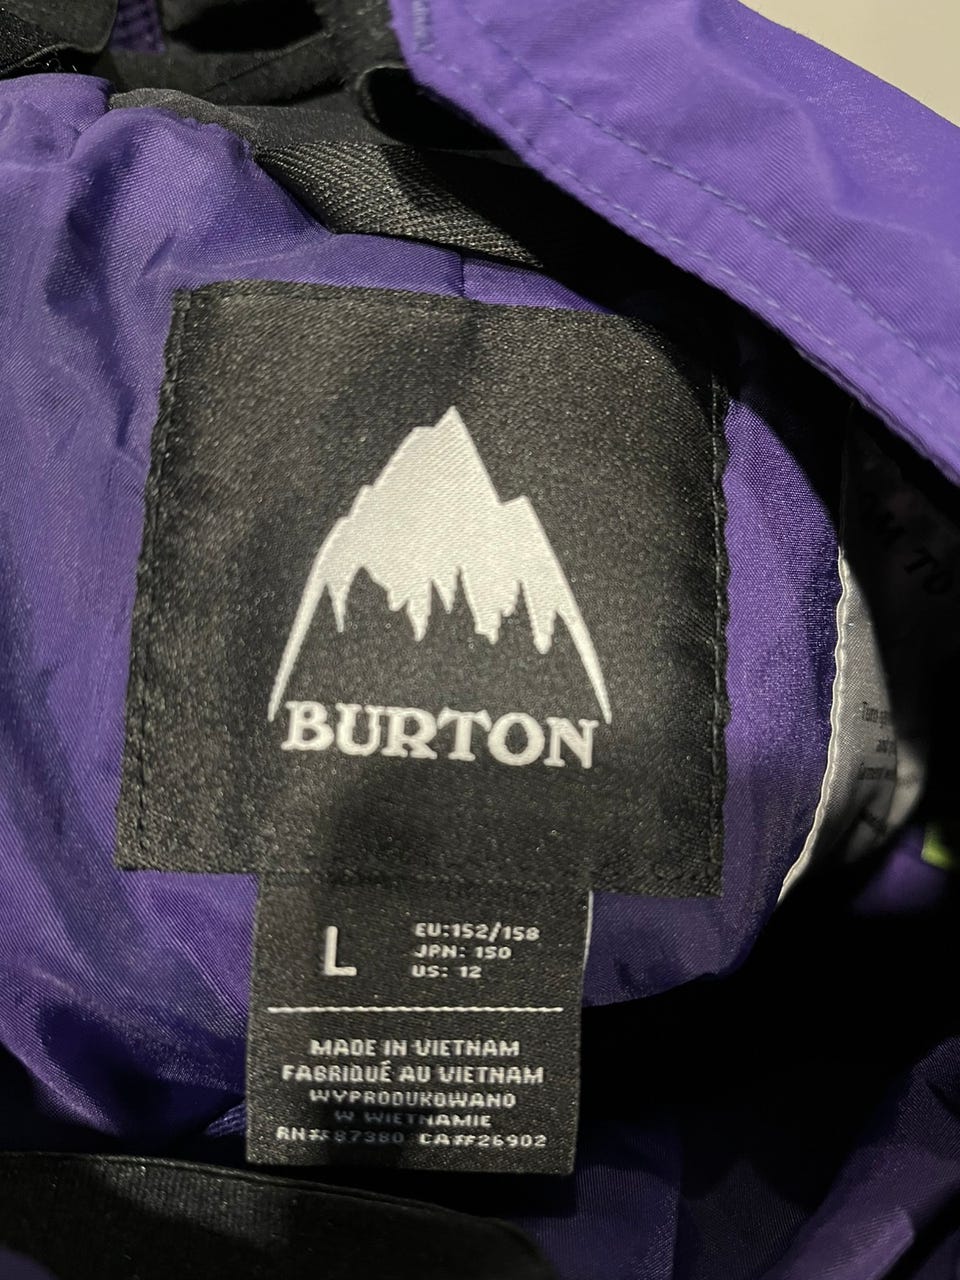 BURTON
L
EU:152/158
JPN: 150
US: 12
MADE IN VIETNAM
FABRIQUÉ AU VIETNAM
WYPRODUKOWANO
W WIETNAMIE
RN# 87380 CA##26902